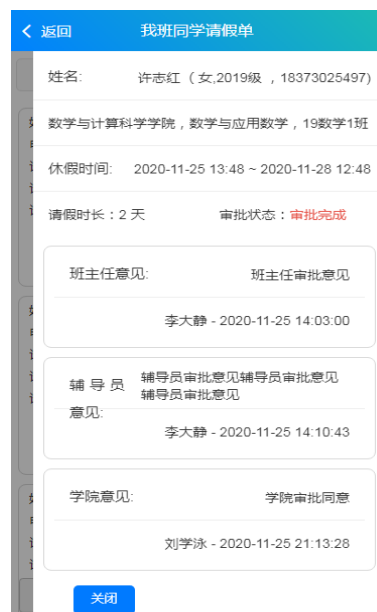 返回
我班同学请假单
姓名: 许志红（ 女,2019级 ，18373025497)
数学与计算科学学院，数学与应用数学，19数学1班
休假时间: 2020-11-25 13:48 ~ 2020-11-28 12:48
请假时长：2 天 审批状态：审批完成
班主任意见: 班主任审批意见
李大静 - 2020-11-25 14:03:00
辅 导 员意见: 辅导员审批意见辅导员审批意见
辅导员审批意见
李大静 - 2020-11-25 14:10:43
学院意见: 学院审批同意
刘学泳 - 2020-11-25 21:13:28
关闭